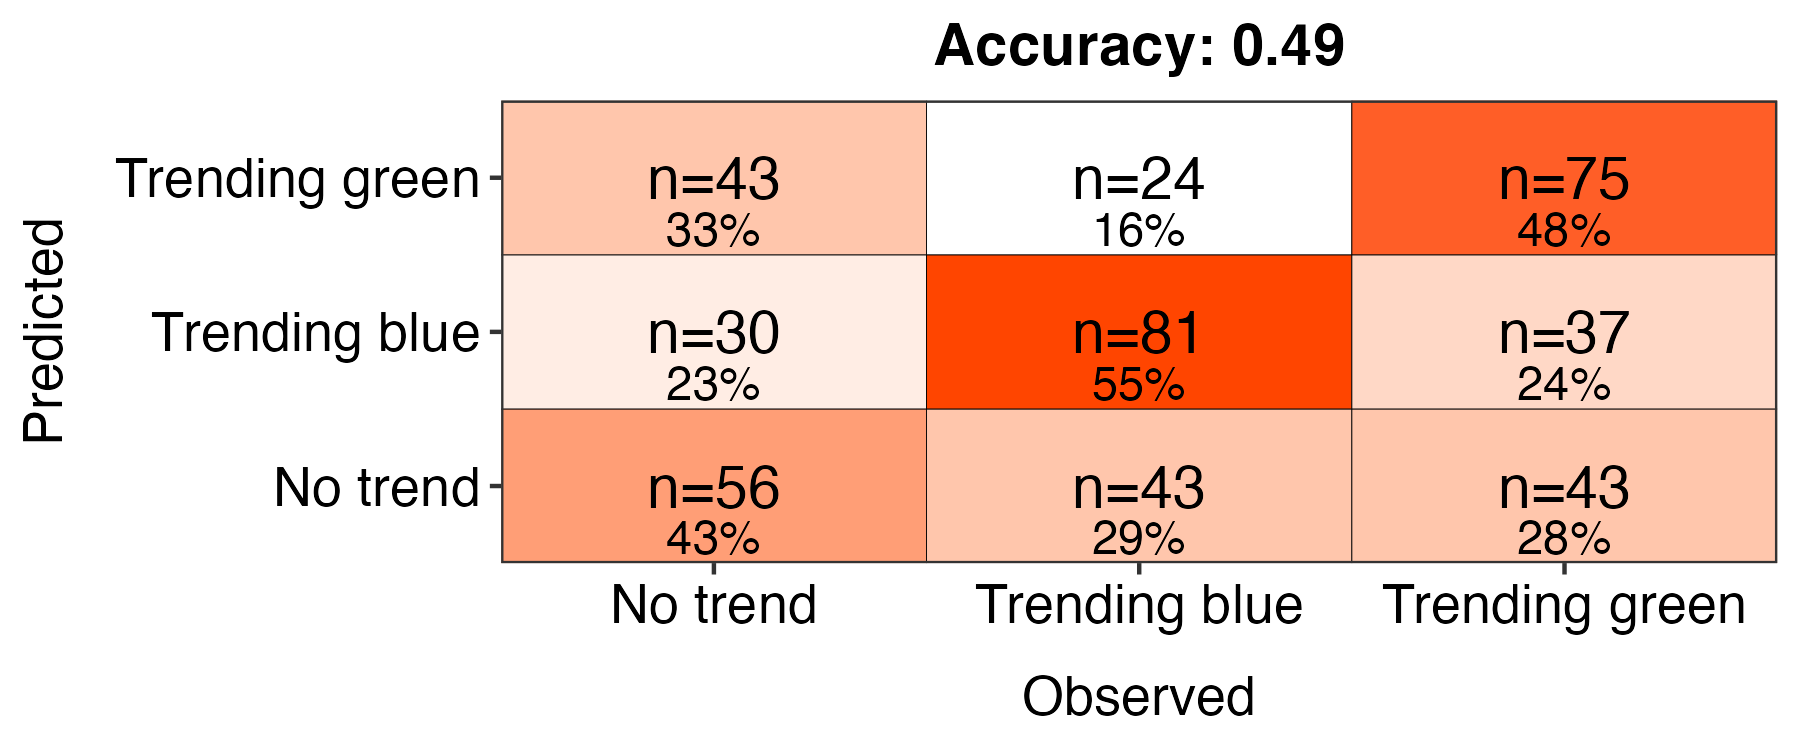 Accuracy: 0.49
Predicted
Trending green
n=43
33%
n=24
16%
n=75
48%
Trending blue
n=30
23%
n=81
55%
n=37
24%
No trend
n=56
43%
n=43
29%
n=43
28%
No trend
Trending blue
Trending green
Observed